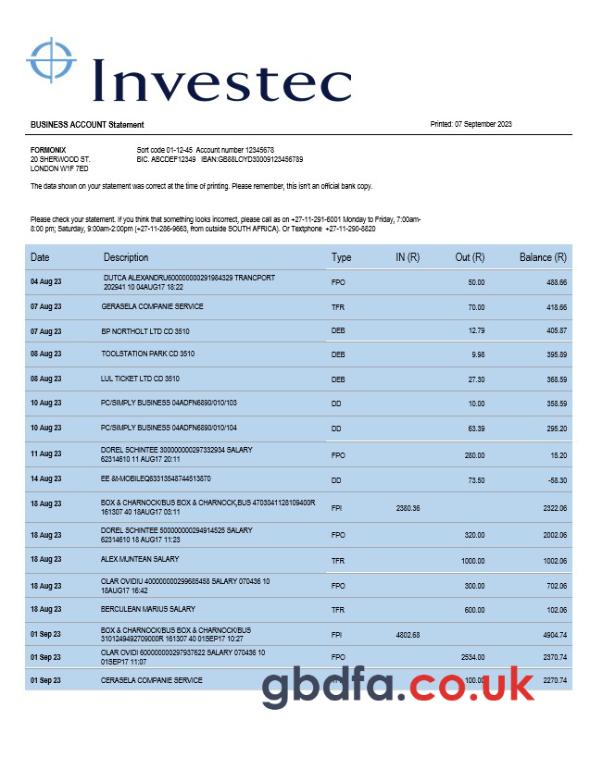 Investec
BUSINESS ACCOUNT Statement Printed: 07 September 2023
FORMONIX Sort code 01-12-45 Account number 12345678
20 SHERWOOD ST. BIC. ABCDEF12349 IBAN:GB88LOYD30009123456789
LONDON W1F 7ED
The data shown on your statement was correct at the time of printing. Please remember, this isn't an official bank copy.
Please check your statement. If you think that something looks incorrect, please call as on +27-11-291-6001 Monday to Friday, 7:00am-
8:00 pm; Saturday, 9:00am-2:00pm (+27-11-286-9663, from outside SOUTH AFRICA). Or Textphone +27-11-290-8820
Date Description Type IN (R) Out (R) Balance (R)
04 Aug 23 DUTCA ALEXANDRU600000000291984329 TRANCPORT FPO 50.00 488.66
202941 10 04AUG17 18:22
07 Aug 23 GERASELA COMPANIE SERVICE TFR 70.00 418.66
07 Aug 23 BP NORTHOLT LTD CD 3510 DEB 12.79 405.87
08 Aug 23 TOOLSTATION PARK CD 3510 DEB 9.98 395.89
08 Aug 23 LUL TICKET LTD CD 3510 DEB 27.30 368.59
10 Aug 23 PC/SIMPLY BUSINESS 04ADFN6890/010/103 DD 10.00 358.59
10 Aug 23 PC/SIMPLY BUSINESS 04ADFN6890/010/104 DD 63.39 295.20
11 Aug 23 DOREL SCHINTEE 300000000297332934 SALARY FPO 280.00 15.20
62314610 11 AUG17 20:11
14 Aug 23 EE &MOBILEQ63313548744513870 DD 73.50 -58.30
18 Aug 23 BOX & CHARNOCK/BUS BOX & CHARNOCK,BUS 4703041128109400R FPI 2380.36 2322.06
161307 40 18AUG17 03:11
18 Aug 23 DOREL SCHINTEE 500000000294914525 SALARY FPO 320.00 2002.06
62314610 18 AUG17 11:23
18 Aug 23 ALEX MUNTEAN SALARY TFR 1000.00 1002.06
18 Aug 23 OLAR OVIDIU 400000000299685458 SALARY 070436 10 FPO 300.00 702.06
18AUG17 16:42
18 Aug 23 BERCULEAN MARIUS SALARY TFR 600.00 102.06
01 Sep 23 BOX & CHARNOCK/BUS BOX & CHARNOCK/BUS FPI 4802.68 4904.74
3101249492709000R 161307 40 01SEP17 10:27
01 Sep 23 OLAR OVIDI 600000000297937622 SALARY 070436 10 FPO 2534.00 2370.74
01SEP17 11:07
01 Sep 23 CERASELA COMPANIE SERVICE 100.00 2270.74
gbdfa.co.uk